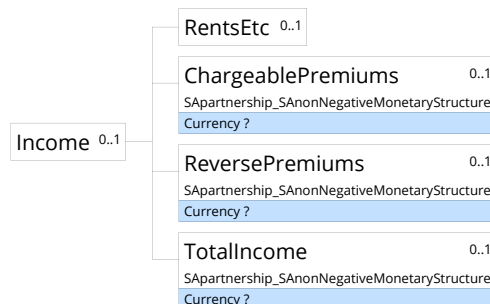 RentsEtc 0..1
ChargeablePremiums 0..1
SApartnership_SAnonNegativeMonetaryStructure
Currency ?
Income 0..1
ReversePremiums 0..1
SApartnership_SAnonNegativeMonetaryStructure
Currency ?
TotalIncome 0..1
SApartnership_SAnonNegativeMonetaryStructure
Currency ?